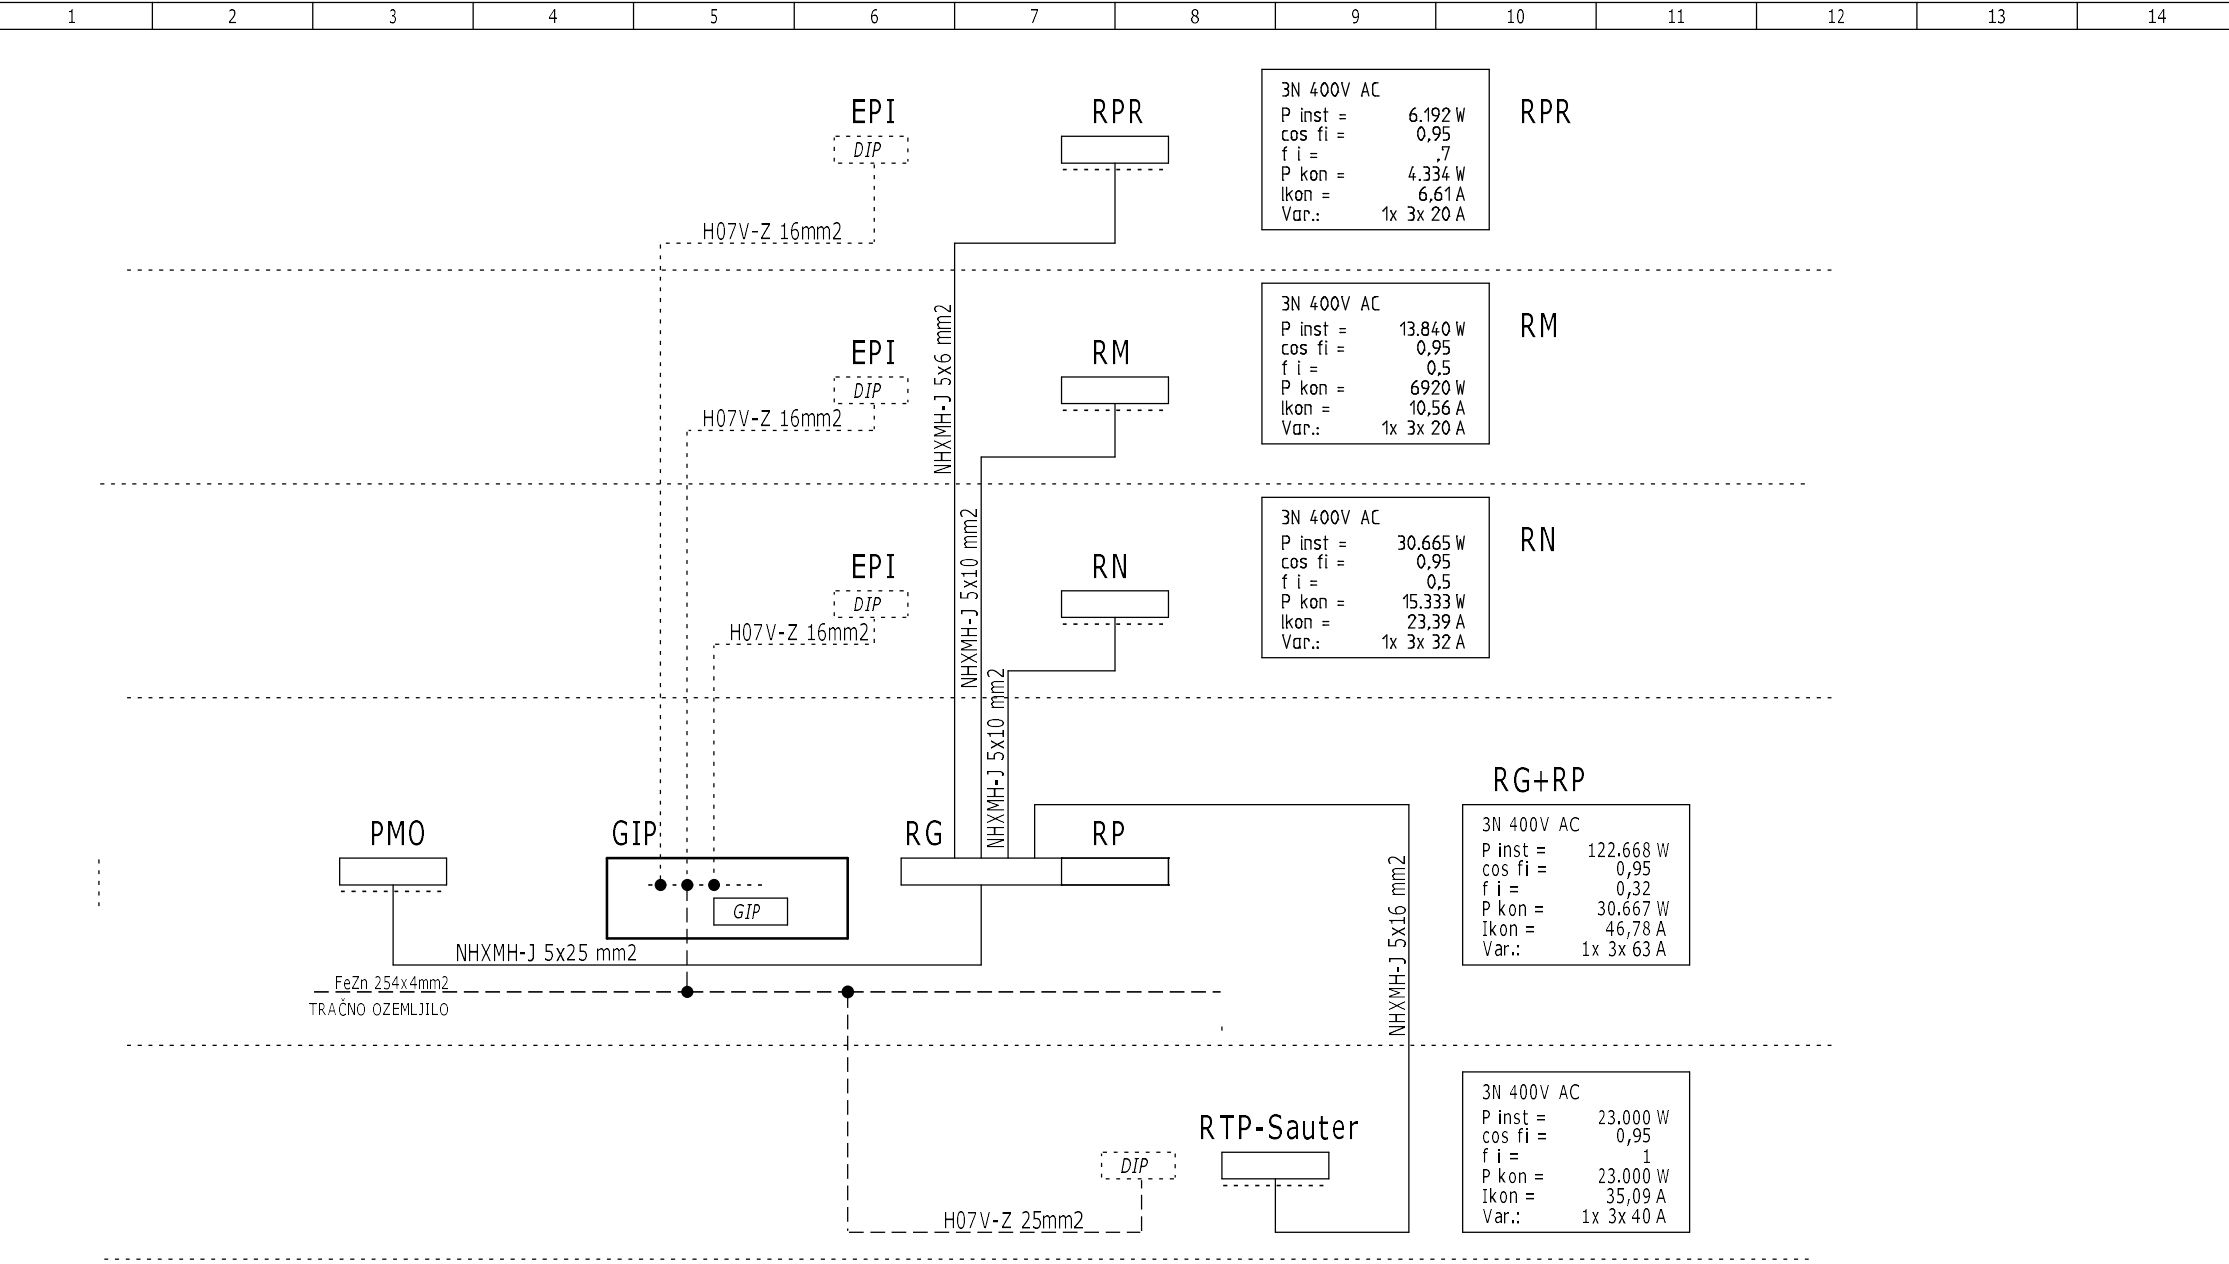 1 2 3 4 5 6 7 8 9 10 11 12 13 14
EPI
DIP
RPR
H07V-Z 16mm2
3N 400V AC
P inst = 6.192 W
cos fi = 0,95
f i = ,7
P kon = 4.334 W
Ikon = 6,61 A
Var.: 1x 3x 20 A
RPR
NHXMH-J 5x6 mm2
EPI
DIP
RM
H07V-Z 16mm2
3N 400V AC
P inst = 13.840 W
cos fi = 0,95
f i = 0,5
P kon = 6920 W
Ikon = 10,56 A
Var.: 1x 3x 20 A
RM
NHXMH-J 5x10 mm2
EPI
DIP
RN
H07V-Z 16mm2
3N 400V AC
P inst = 30.665 W
cos fi = 0,95
f i = 0,5
P kon = 15.333 W
Ikon = 23,39 A
Var.: 1x 3x 32 A
RN
NHXMH-J 5x10 mm2
PMO
GIP
GIP
RG
RP
NHXMH-J 5x25 mm2
FeZn 254x4mm2
TRAČNO OZEMLJILO
NHXMH-J 5x16 mm2
RG+RP
3N 400V AC
P inst = 122.668 W
cos fi = 0,95
f i = 0,32
P kon = 30.667 W
Ikon = 46,78 A
Var.: 1x 3x 63 A
RTP-Sauter
DIP
H07V-Z 25mm2
3N 400V AC
P inst = 23.000 W
cos fi = 0,95
f i = 1
P kon = 23.000 W
Ikon = 35,09 A
Var.: 1x 3x 40 A